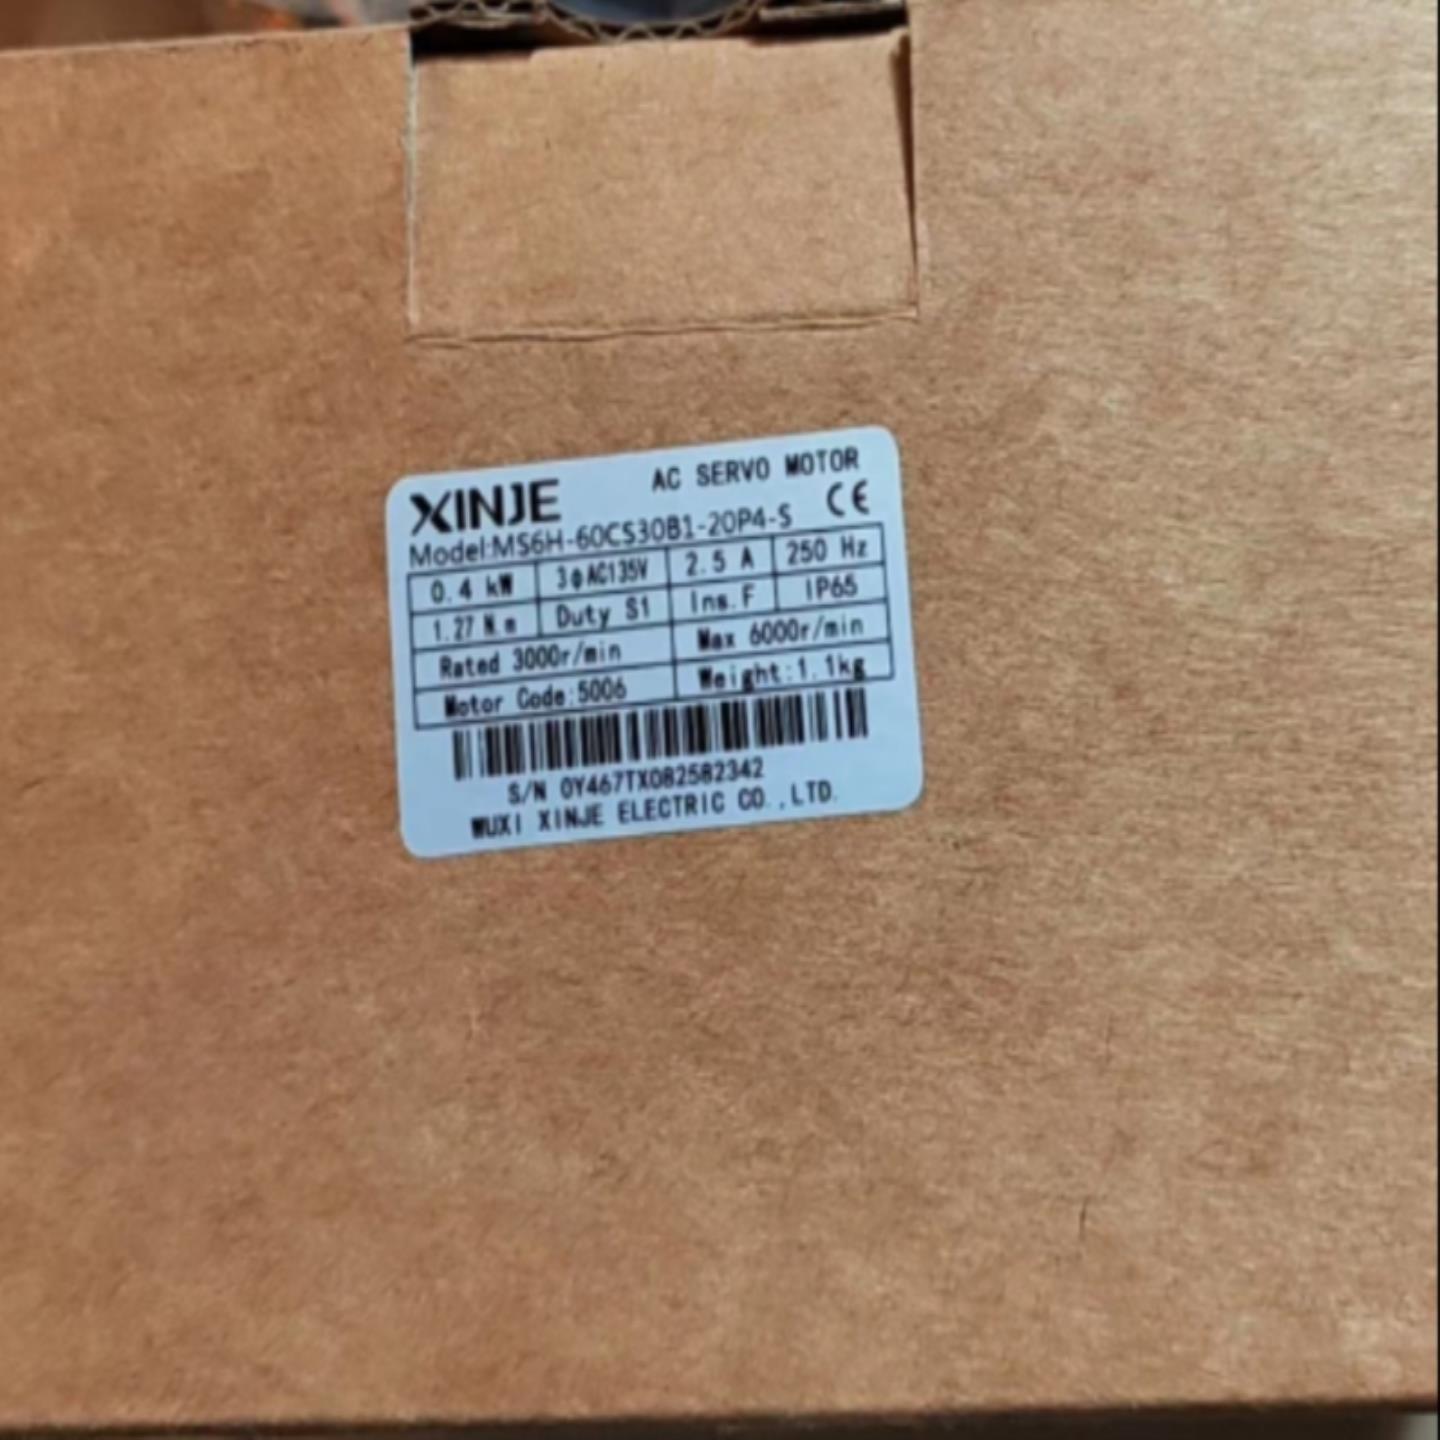 XINJE AC SERVO MOTOR
CE
Model:MS6H-60CS30B1-20P4-S
0.4 kW 3ϕAC135V 2.5 A 250 Hz
1.27 N.m Duty S1 Ins.F IP65
Rated 3000r/min Max 6000r/min
Motor Code:5006 Weight:1.1kg
S/N 0Y467TX082582342
WUXI XINJE ELECTRIC CO.,LTD.